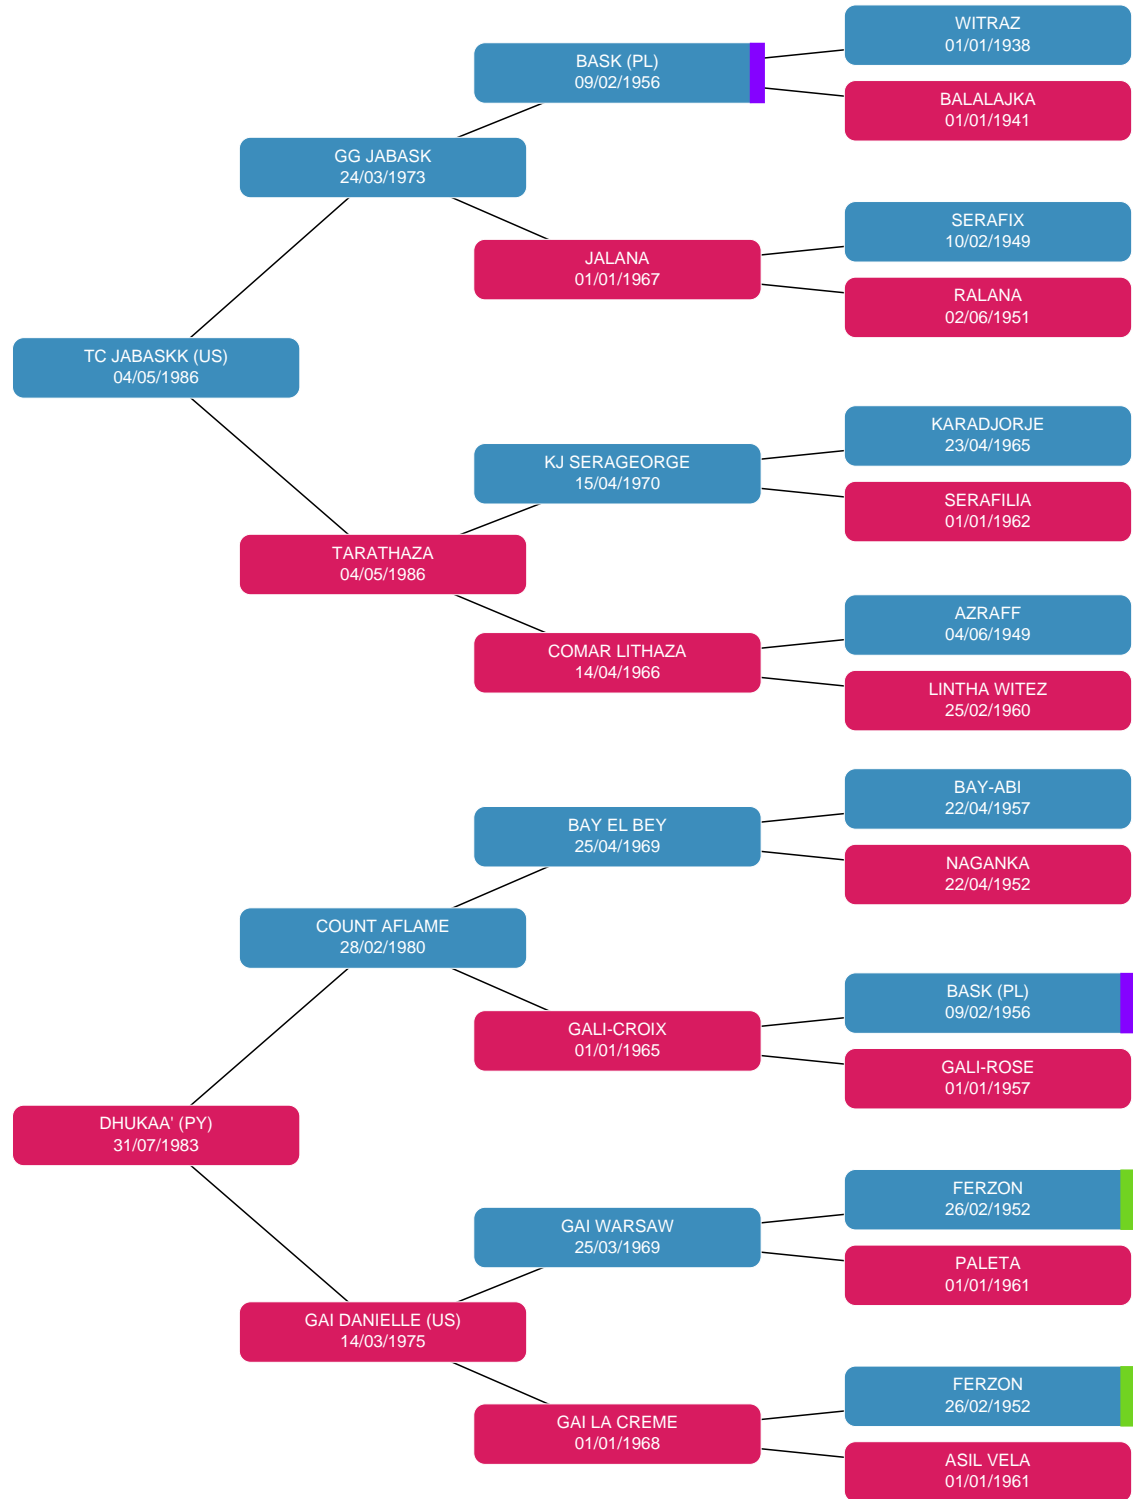 WITRAZ
01/01/1938
BASK (PL)
09/02/1956
BALALAJKA
01/01/1941
GG JABASK
24/03/1973
SERAFIX
10/02/1949
JALANA
01/01/1967
RALANA
02/06/1951
TC JABASKK (US)
04/05/1986
KARADJORJE
23/04/1965
KJ SERAGEORGE
15/04/1970
SERAFILIA
01/01/1962
TARATHAZA
04/05/1986
AZRAFF
04/06/1949
COMAR LITHAZA
14/04/1966
LINTHA WITEZ
25/02/1960
BAY-ABI
22/04/1957
BAY EL BEY
25/04/1969
NAGANKA
22/04/1952
COUNT AFLAME
28/02/1980
BASK (PL)
09/02/1956
GALI-CROIX
01/01/1965
GALI-ROSE
01/01/1957
DHUKAA' (PY)
31/07/1983
FERZON
26/02/1952
GAI WARSAW
25/03/1969
PALETA
01/01/1961
GAI DANIELLE (US)
14/03/1975
FERZON
26/02/1952
GAI LA CREME
01/01/1968
ASIL VELA
01/01/1961